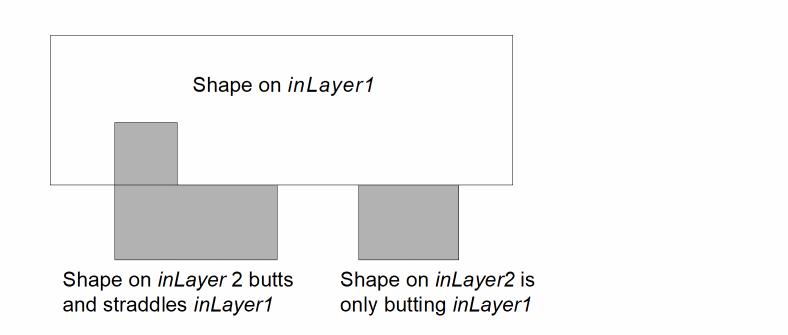 Shape on inLayer1
Shape on inLayer 2 butts
and straddles inLayer1
Shape on inLayer2 is
only butting inLayer1